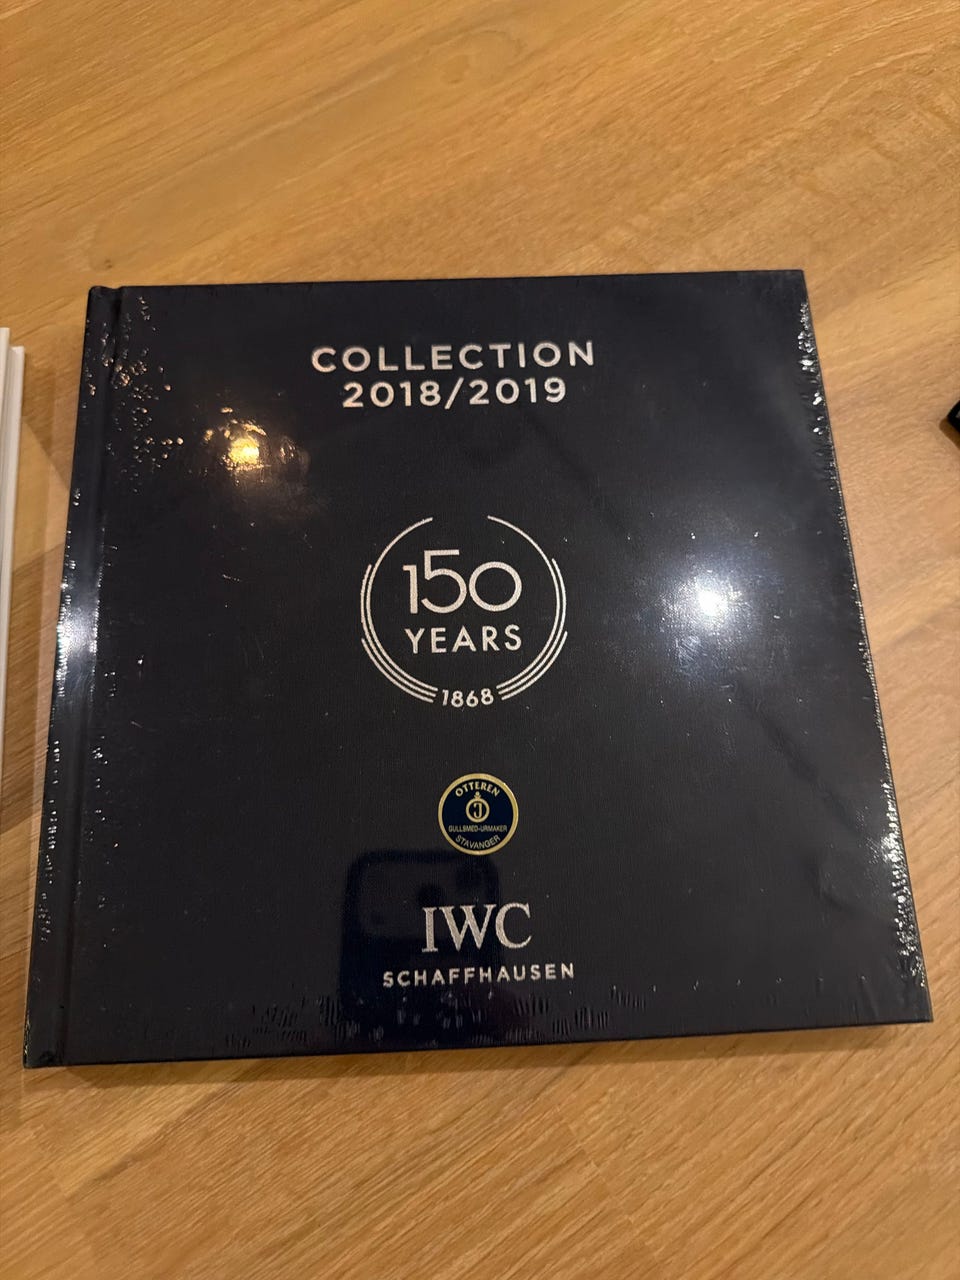 COLLECTION
2018/2019
150
YEARS
1868
OTTEREN
GULLSMED-URMAKER
STAVANGER
IWC
SCHAFFHAUSEN